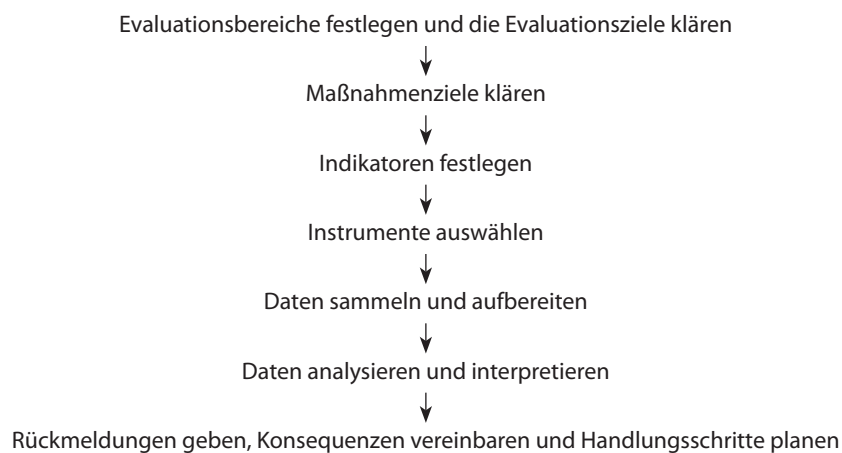 Evaluationsbereiche festlegen und die Evaluationsziele klären
Maßnahmenziele klären
Indikatoren festlegen
Instrumente auswählen
Daten sammeln und aufbereiten
Daten analysieren und interpretieren
Rückmeldungen geben, Konsequenzen vereinbaren und Handlungsschritte planen